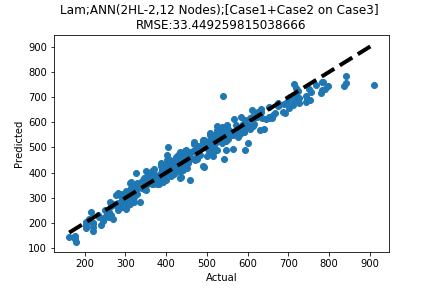 Lam;ANN(2HL-2,12 Nodes);[Case1+Case2 on Case3]
RMSE:33.449259815038666
900
800
700
600
500
400
300
200
100
Predicted
200 300 400 500 600 700 800 900
Actual